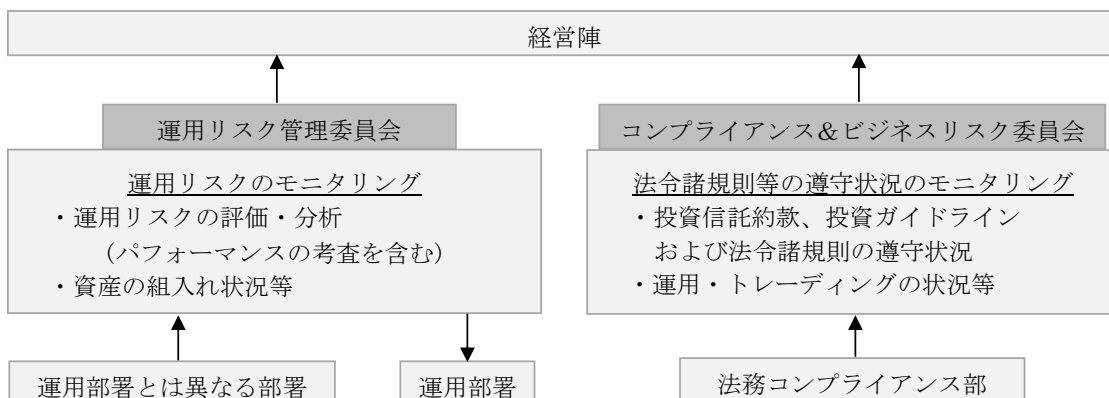 経営陣
運用リスク管理委員会
運用リスクのモニタリング
・運用リスクの評価・分析
(パフォーマンスの考査を含む)
・資産の組入れ状況等
運用部署とは異なる部署
運用部署
コンプライアンス&ビジネスリスク委員会
法令諸規則等の遵守状況のモニタリング
・投資信託約款、投資ガイドライン
および法令諸規則の遵守状況
・運用・トレーディングの状況等
法務コンプライアンス部